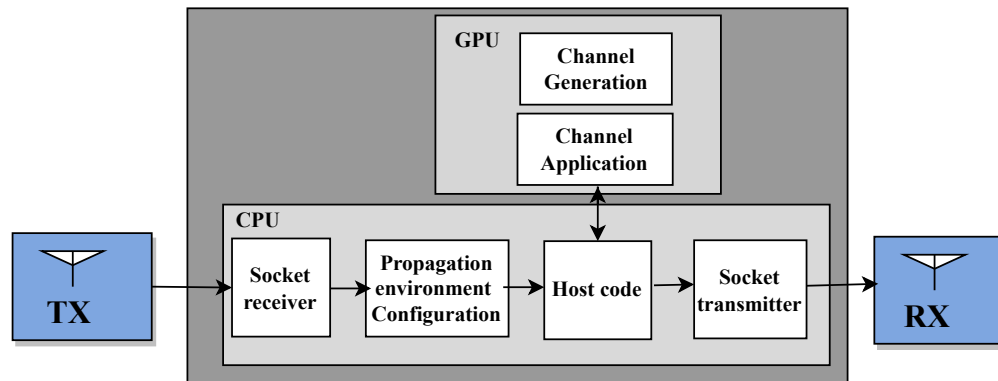 GPU
Channel
Generation
Channel
Application
CPU
TX
Socket
receiver
Propagation
environment
Configuration
Host code
Socket
transmitter
RX